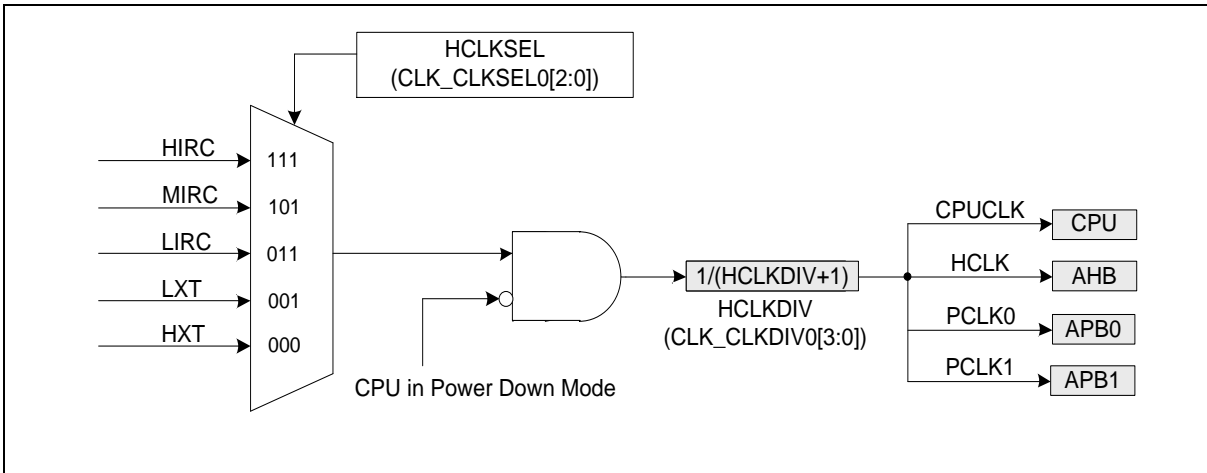 HCLKSEL
(CLK_CLKSEL0[2:0])
HIRC
111
MIRC
101
LIRC
011
LXT
001
HXT
000
CPU in Power Down Mode
1/(HCLKDIV+1)
HCLKDIV
(CLK_CLKDIV0[3:0])
CPUCLK
CPU
HCLK
AHB
PCLK0
APB0
PCLK1
APB1